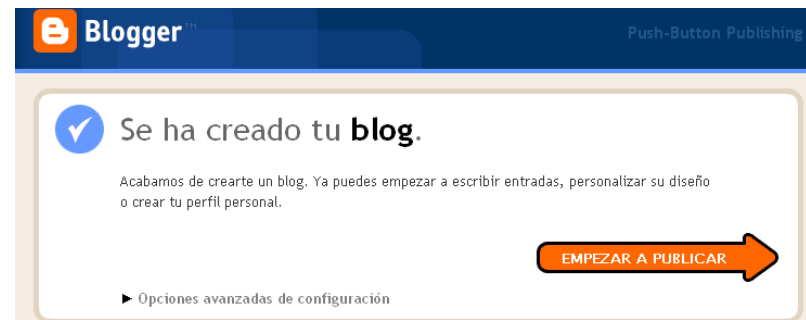 Blogger™
Push-Button Publishing
Se ha creado tu blog.
Acabamos de crearte un blog. Ya puedes empezar a escribir entradas, personalizar su diseño
o crear tu perfil personal.
EMPEZAR A PUBLICAR
► Opciones avanzadas de configuración